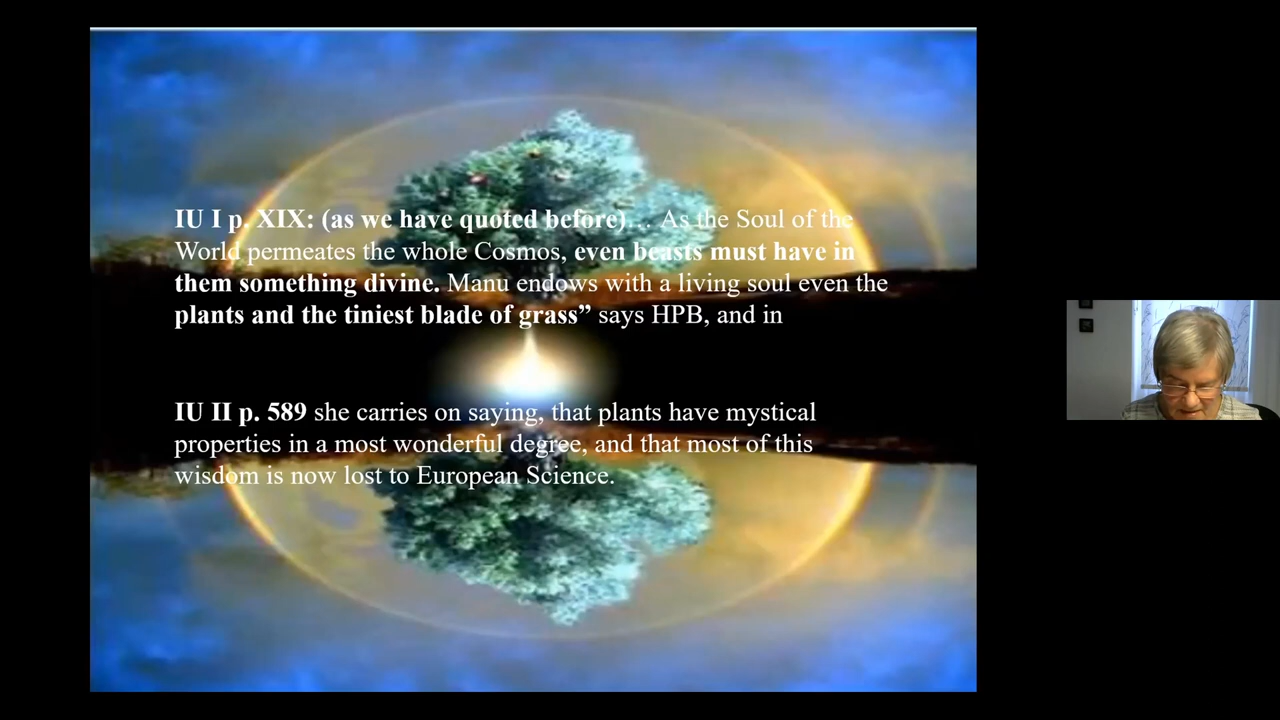 IU I p. XIX: (as we have quoted before)… As the Soul of the
World permeates the whole Cosmos, even beasts must have in
them something divine. Manu endows with a living soul even the
plants and the tiniest blade of grass” says HPB, and in
IU II p. 589 she carries on saying, that plants have mystical
properties in a most wonderful degree, and that most of this
wisdom is now lost to European Science.